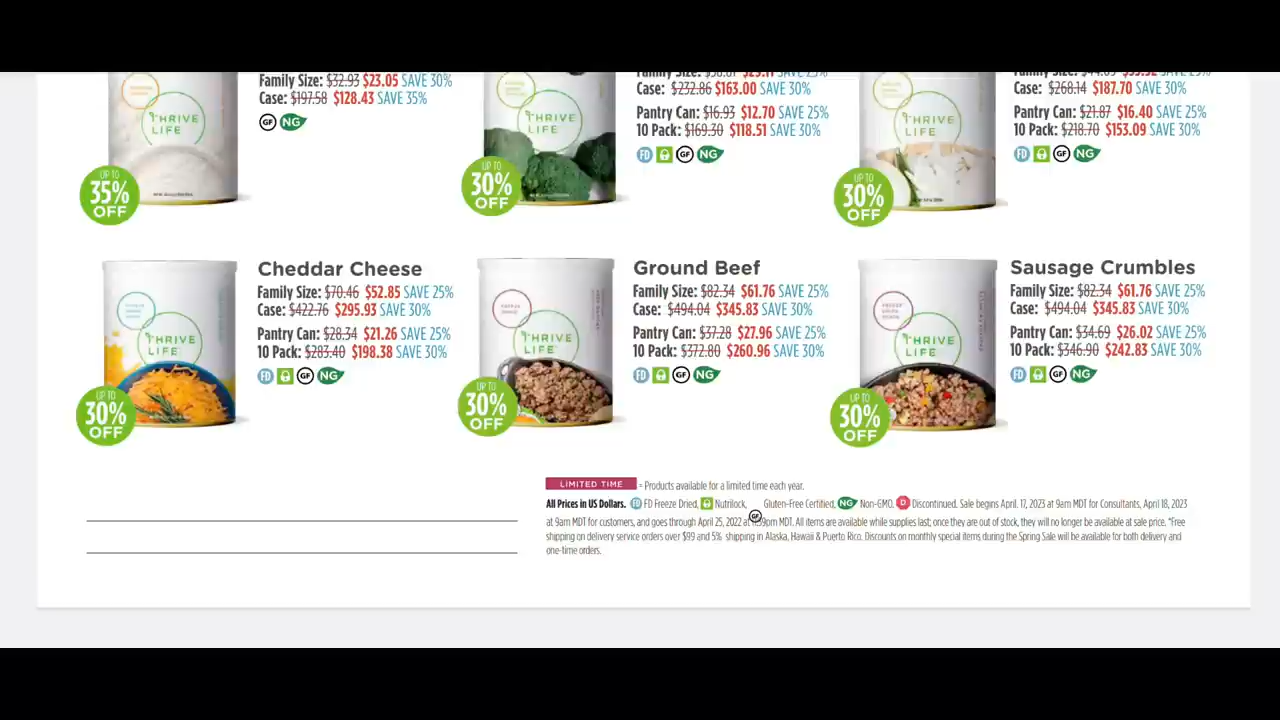 Family Size: $32.93 $23.05 SAVE 30%
Case: $197.58 $128.43 SAVE 35%
GF NG
THRIVE LIFE
UP TO
35%
OFF
Case: $232.86 $163.00 SAVE 30%
Pantry Can: $16.93 $12.70 SAVE 25%
10 Pack: $169.30 $118.51 SAVE 30%
FD GF NG
THRIVE LIFE
UP TO
30%
OFF
Case: $268.14 $187.70 SAVE 30%
Pantry Can: $21.87 $16.40 SAVE 25%
10 Pack: $218.70 $153.09 SAVE 30%
FD GF NG
THRIVE LIFE
UP TO
30%
OFF
Cheddar Cheese
Family Size: $70.46 $52.85 SAVE 25%
Case: $422.76 $295.93 SAVE 30%
Pantry Can: $28.34 $21.26 SAVE 25%
10 Pack: $283.40 $198.38 SAVE 30%
FD GF NG
THRIVE LIFE
UP TO
30%
OFF
Ground Beef
Family Size: $82.34 $61.76 SAVE 25%
Case: $494.04 $345.83 SAVE 30%
Pantry Can: $37.28 $27.96 SAVE 25%
10 Pack: $372.80 $260.96 SAVE 30%
FD GF NG
THRIVE LIFE
UP TO
30%
OFF
Sausage Crumbles
Family Size: $82.34 $61.76 SAVE 25%
Case: $494.04 $345.83 SAVE 30%
Pantry Can: $34.69 $26.02 SAVE 25%
10 Pack: $346.90 $242.83 SAVE 30%
FD GF NG
THRIVE LIFE
UP TO
30%
OFF
LIMITED TIME = Products available for a limited time each year.
All Prices in US Dollars. FD FD Freeze Dried, Nutrilock, GF Gluten-Free Certified, NG Non-GMO. D Discontinued. Sale begins April. 17, 2023 at 9am MDT for Consultants, April 18, 2023
at 9am MDT for customers, and goes through April 25, 2022 at pm MDT. All items are available while supplies last; once they are out of stock, they will no longer be available at sale price. *Free
shipping on delivery service orders over $99 and 5% shipping in Alaska, Hawaii & Puerto Rico. Discounts on monthly special items during the Spring Sale will be available for both delivery and
one-time orders.